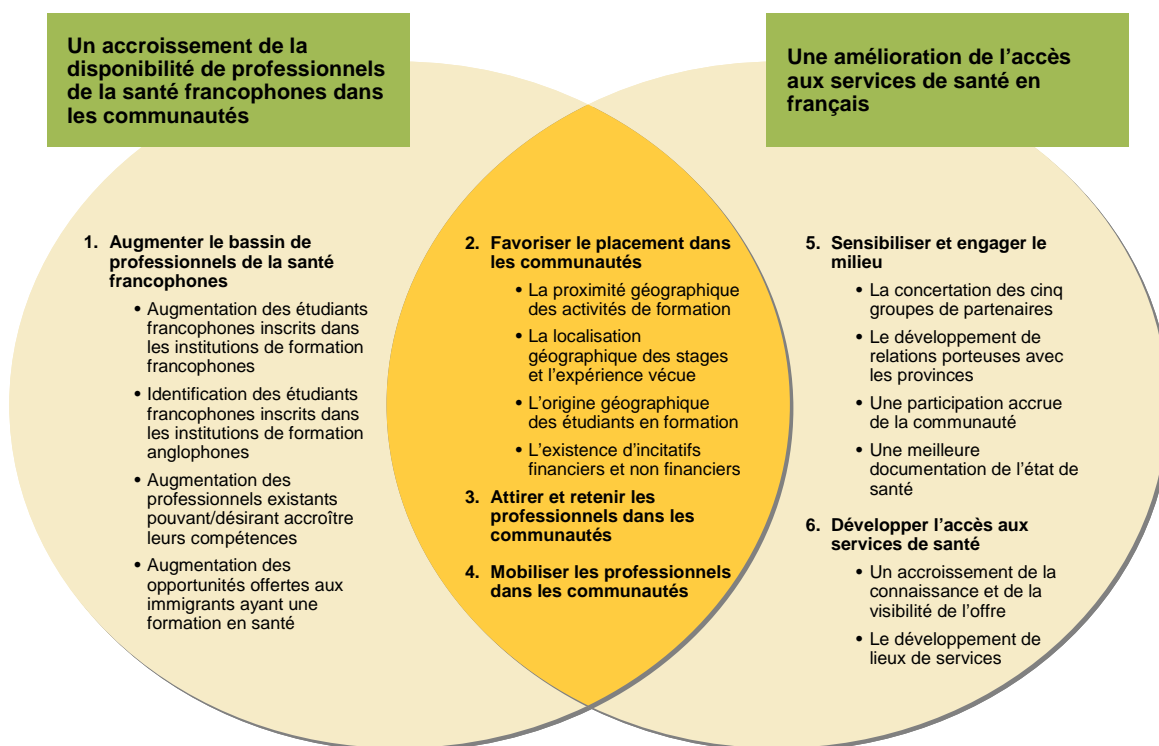 Un accroissement de la
disponibilité de professionnels
de la santé francophones dans
les communautés
Une amélioration de l'accès
aux services de santé en
français
1. Augmenter le bassin de
professionnels de la santé
francophones
• Augmentation des étudiants
francophones inscrits dans
les institutions de formation
francophones
• Identification des étudiants
francophones inscrits dans
les institutions de formation
anglophones
• Augmentation des
professionnels existants
pouvant/désirant accroître
leurs compétences
• Augmentation des
opportunités offertes aux
immigrants ayant une
formation en santé
2. Favoriser le placement dans
les communautés
• La proximité géographique
des activités de formation
• La localisation
géographique des stages
et l'expérience vécue
• L'origine géographique
des étudiants en formation
• L'existence d'incitatifs
financiers et non financiers
3. Attirer et retenir les
professionnels dans les
communautés
4. Mobiliser les professionnels
dans les communautés
5. Sensibiliser et engager le
milieu
• La concertation des cinq
groupes de partenaires
• Le développement de
relations porteuses avec
les provinces
• Une participation accrue
de la communauté
• Une meilleure
documentation de l'état de
santé
6. Développer l'accès aux
services de santé
• Un accroissement de la
connaissance et de la
visibilité de l'offre
• Le développement de
lieux de services